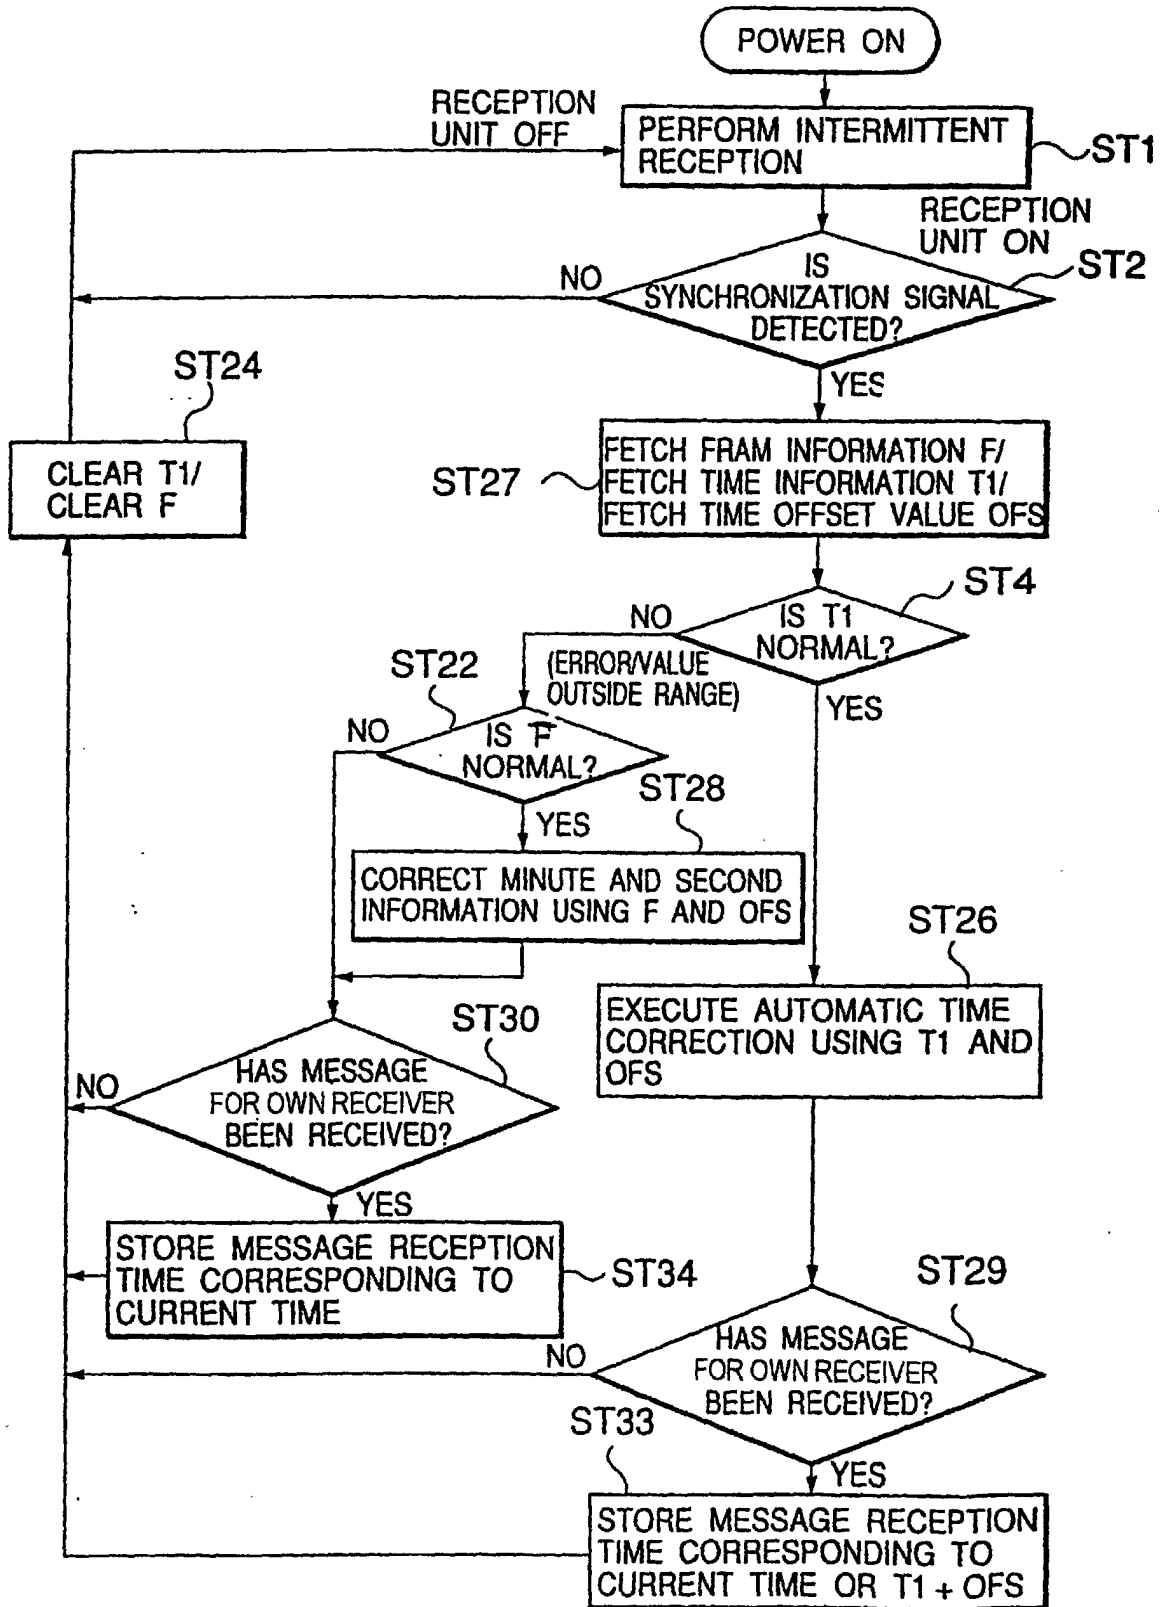 POWER ON
RECEPTION
UNIT OFF
PERFORM INTERMITTENT
RECEPTION
ST1
RECEPTION
UNIT ON
ST2
NO
IS
SYNCHRONIZATION SIGNAL
DETECTED?
YES
ST24
CLEAR T1/
CLEAR F
ST27
FETCH FRAM INFORMATION F/
FETCH TIME INFORMATION T1/
FETCH TIME OFFSET VALUE OFS
ST4
NO
IS T1
NORMAL?
(ERROR/VALUE
OUTSIDE RANGE)
YES
ST22
NO
IS F
NORMAL?
ST28
YES
CORRECT MINUTE AND SECOND
INFORMATION USING F AND OFS
ST26
EXECUTE AUTOMATIC TIME
CORRECTION USING T1 AND
OFS
ST30
NO
HAS MESSAGE
FOR OWN RECEIVER
BEEN RECEIVED?
YES
STORE MESSAGE RECEPTION
TIME CORRESPONDING TO
CURRENT TIME
ST34
ST29
NO
HAS MESSAGE
FOR OWN RECEIVER
BEEN RECEIVED?
ST33
YES
STORE MESSAGE RECEPTION
TIME CORRESPONDING TO
CURRENT TIME OR T1 + OFS